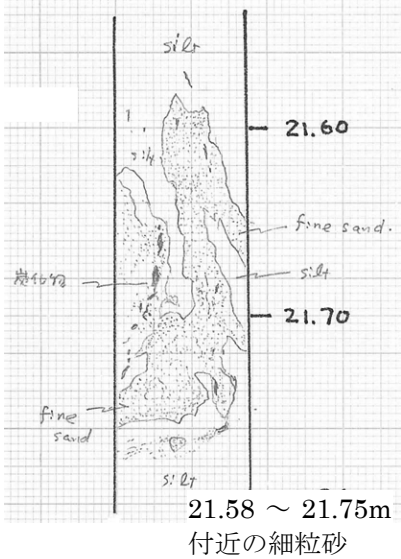 silt
21.60
silt
fine sand.
silt
炭化物
21.70
fine
sand
silt
21.58 ～ 21.75m
付近の細粒砂